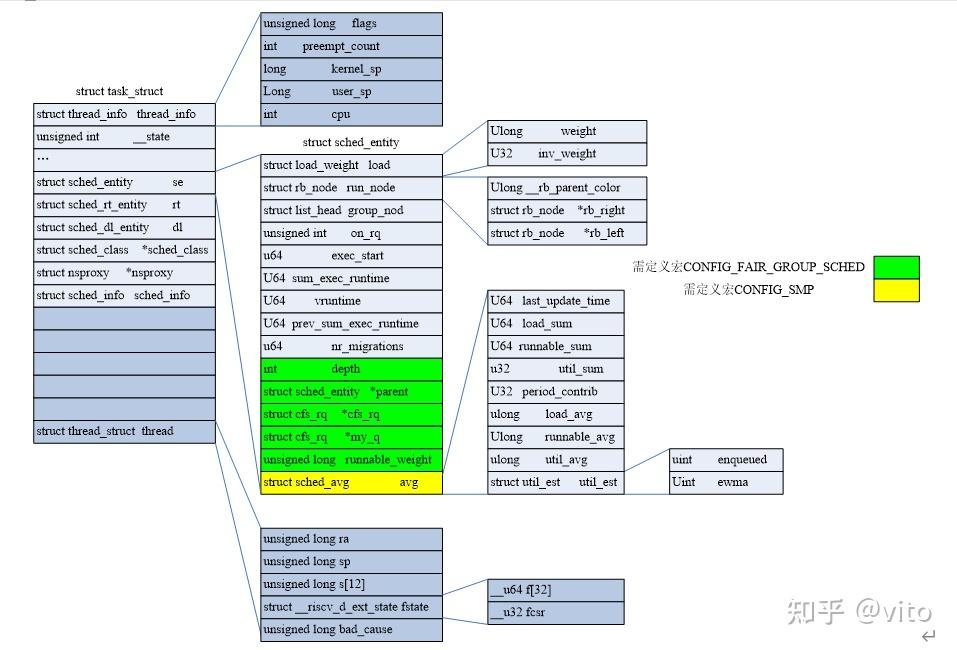 struct task_struct
struct thread_info thread_info
unsigned int __state
...
struct sched_entity se
struct sched_rt_entity rt
struct sched_dl_entity dl
struct sched_class *sched_class
struct nsproxy *nsproxy
struct sched_info sched_info
struct thread_struct thread
unsigned long flags
int preempt_count
long kernel_sp
Long user_sp
int cpu
struct sched_entity
struct load_weight load
struct rb_node run_node
struct list_head group_nod
unsigned int on_rq
u64 exec_start
U64 sum_exec_runtime
U64 vruntime
U64 prev_sum_exec_runtime
u64 nr_migrations
int depth
struct sched_entity *parent
struct cfs_rq *cfs_rq
struct cfs_rq *my_q
unsigned long runnable_weight
struct sched_avg avg
Ulong weight
U32 inv_weight
Ulong __rb_parent_color
struct rb_node *rb_right
struct rb_node *rb_left
需定义宏CONFIG_FAIR_GROUP_SCHED
需定义宏CONFIG_SMP
U64 last_update_time
U64 load_sum
U64 runnable_sum
u32 util_sum
U32 period_contrib
ulong load_avg
Ulong runnable_avg
ulong util_avg
struct util_est util_est
uint enqueued
Uint ewma
unsigned long ra
unsigned long sp
unsigned long s[12]
struct __riscv_d_ext_state fstate
unsigned long bad_cause
__u64 f[32]
__u32 fcsr
知乎 @vito